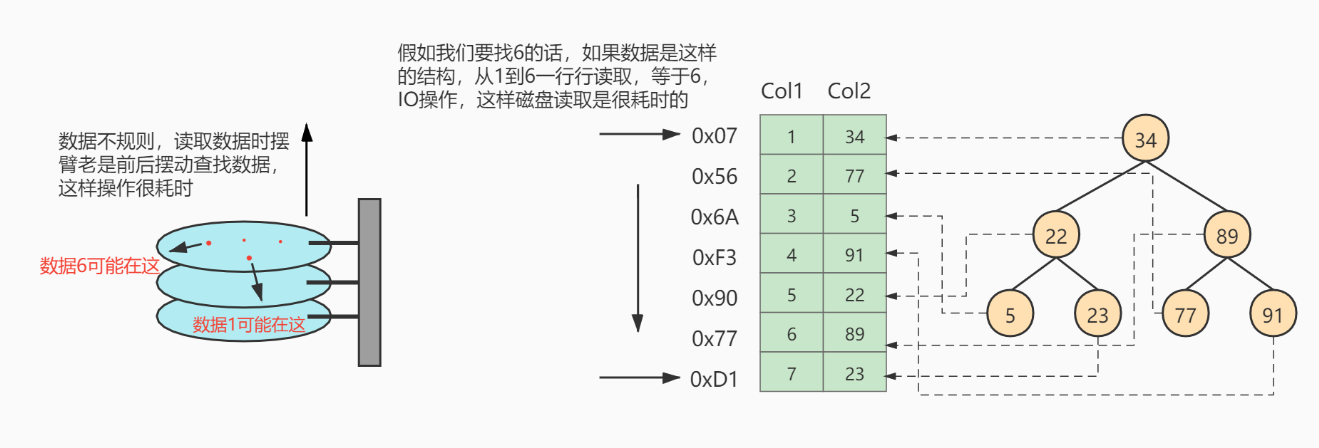 假如我们要找6的话，如果数据是这样
的结构，从1到6一行行读取，等于6，
IO操作，这样磁盘读取是很耗时的
数据不规则，读取数据时摆
臂老是前后摆动查找数据，
这样操作很耗时
数据6可能在这
数据1可能在这
Col1 Col2
0x07 1 34
0x56 2 77
0x6A 3 5
0xF3 4 91
0x90 5 22
0x77 6 89
0xD1 7 23
34
22 89
5 23 77 91